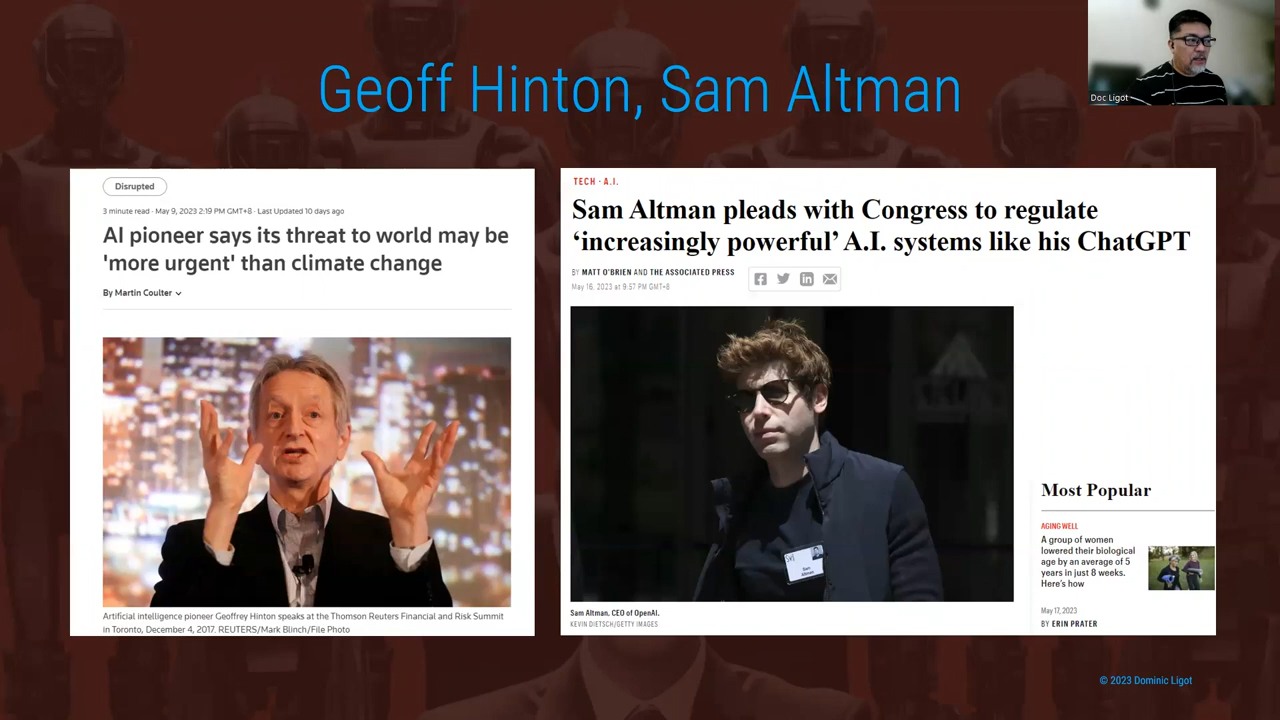 Geoff Hinton, Sam Altman
Doc Ligot
Disrupted
3 minute read · May 9, 2023 2:19 PM GMT+8 · Last Updated 10 days ago
AI pioneer says its threat to world may be
'more urgent' than climate change
By Martin Coulter
Artificial intelligence pioneer Geoffrey Hinton speaks at the Thomson Reuters Financial and Risk Summit
in Toronto, December 4, 2017. REUTERS/Mark Blinch/File Photo
TECH · A.I.
Sam Altman pleads with Congress to regulate
‘increasingly powerful’ A.I. systems like his ChatGPT
BY MATT O'BRIEN AND THE ASSOCIATED PRESS
May 16, 2023 at 9:57 PM GMT+8
Sam
Altman
Sam Altman, CEO of OpenAI.
KEVIN DIETSCH/GETTY IMAGES
Most Popular
AGING WELL
A group of women
lowered their biological
age by an average of 5
years in just 8 weeks.
Here's how
May 17, 2023
BY ERIN PRATER
© 2023 Dominic Ligot